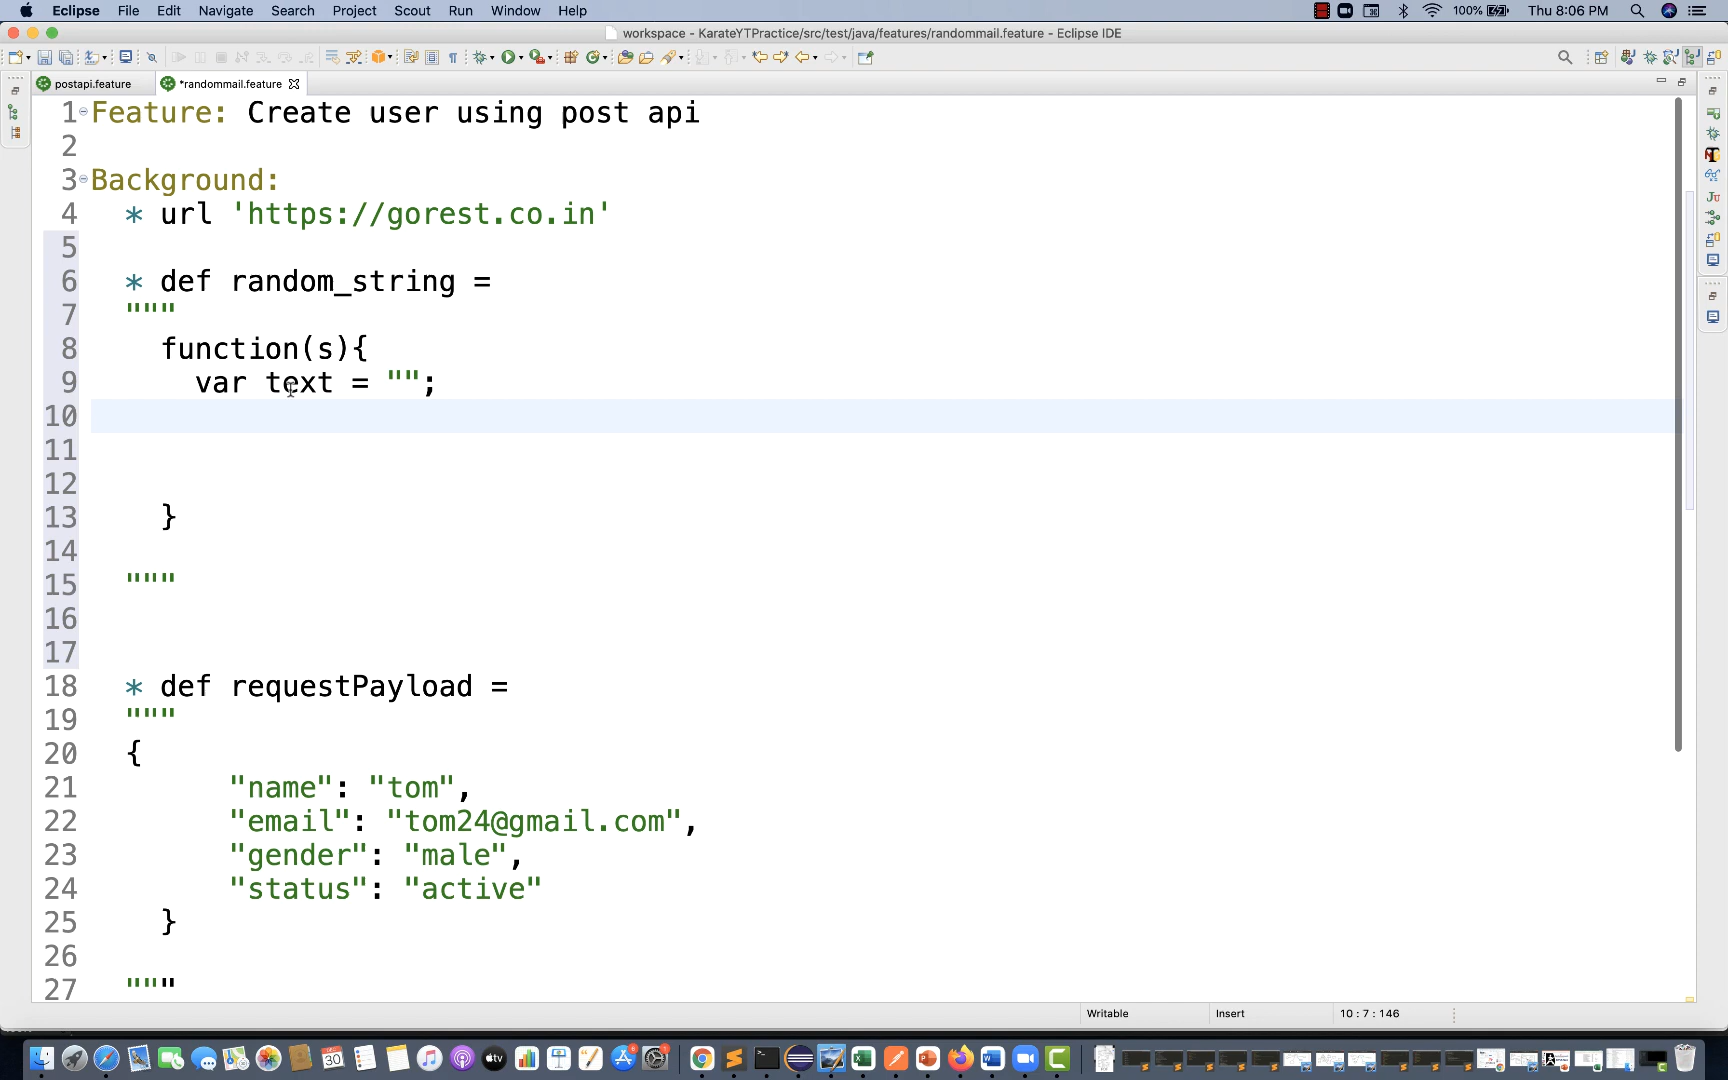 Eclipse File Edit Navigate Search Project Scout Run Window Help 100% Thu 8:06 PM
workspace - KarateYTPractice/src/test/java/features/randommail.feature - Eclipse IDE
postapi.feature *randommail.feature
1 Feature: Create user using post api
2
3 Background:
4 * url 'https://gorest.co.in'
5
6 * def random_string =
7 """
8 function(s){
9 var text = "";
10
11
12
13 }
14
15 """
16
17
18 * def requestPayload =
19 """
20 {
21 "name": "tom",
22 "email": "tom24@gmail.com",
23 "gender": "male",
24 "status": "active"
25 }
26
27 """
Writable Insert 10 : 7 : 146